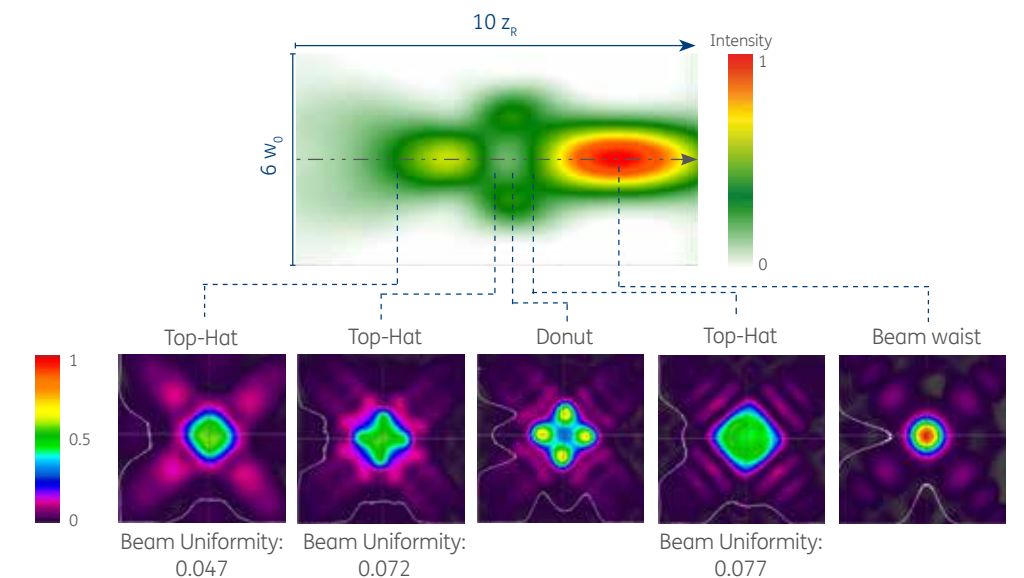 10 z_R
Intensity
1
6 w_0
0
Top-Hat
Top-Hat
Donut
Top-Hat
Beam waist
1
0.5
0
Beam Uniformity:
0.047
Beam Uniformity:
0.072
Beam Uniformity:
0.077